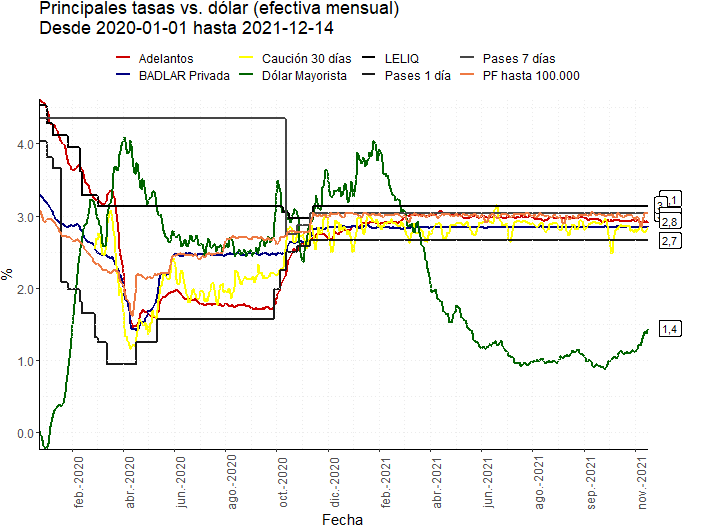 Principales tasas vs. dólar (efectiva mensual)
Desde 2020-01-01 hasta 2021-12-14
Adelantos Caución 30 días LELIQ Pases 7 días
BADLAR Privada Dólar Mayorista Pases 1 día PF hasta 100.000
4.0
3.0
2.0
1.0
0.0
%
2,8
2,7
1,4
feb.-2020 abr.-2020 jun.-2020 ago.-2020 oct.-2020 dic.-2020 feb.-2021 abr.-2021 jun.-2021 ago.-2021 sep.-2021 nov.-2021
Fecha